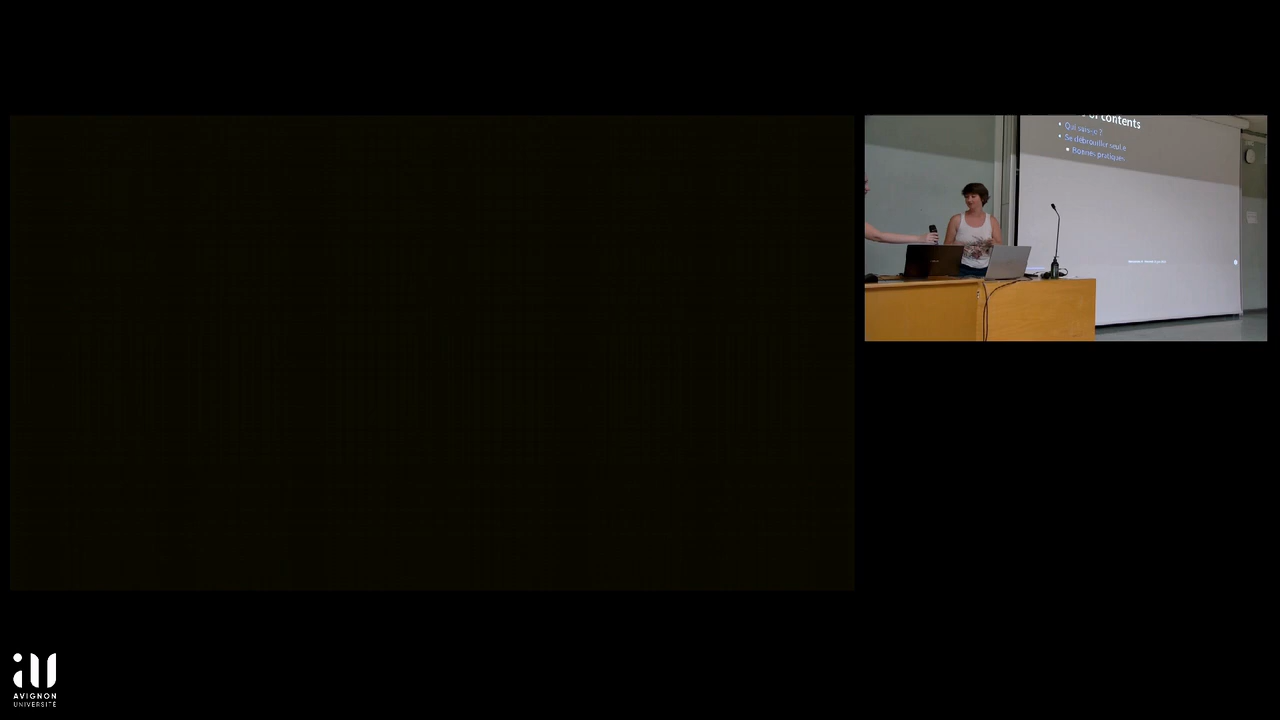 of contents
Qui suis-je ?
Se débrouiller seul·e
Bonnes pratiques
AVIGNON
UNIVERSITÉ